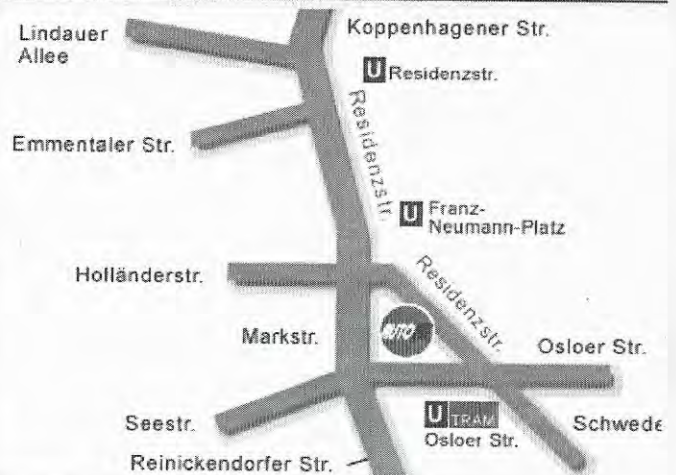 Lindauer
Allee
Koppenhagener Str.
U Residenzstr.
Residenzstr.
Emmentaler Str.
U Franz-
Neumann-Platz
Holländerstr.
Residenzstr.
AUTO
Markstr.
Osloer Str.
Seestr.
U TRAM
Osloer Str.
Schwede
Reinickendorfer Str.